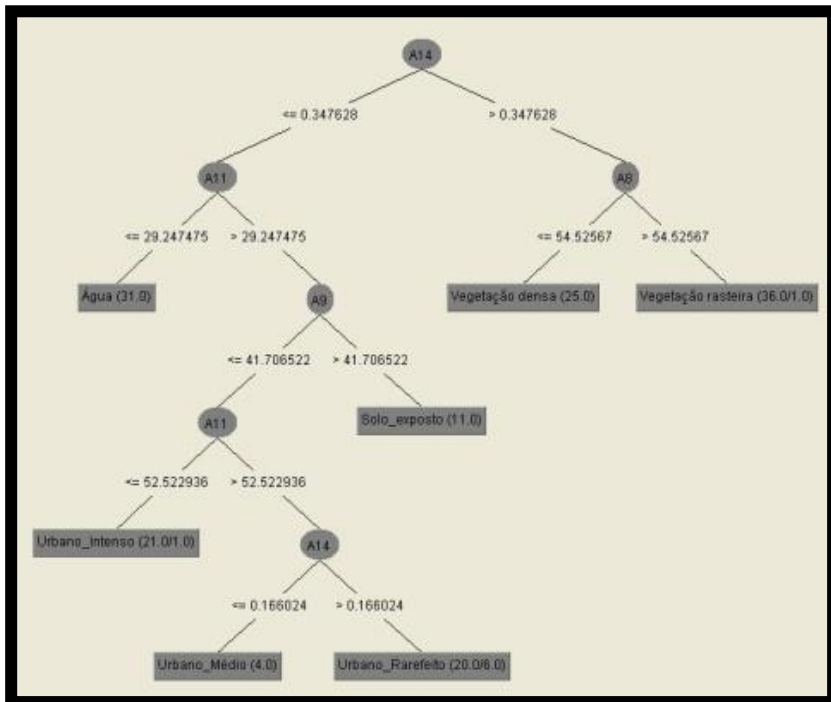 A14
<= 0.347628 > 0.347628
A11 A8
<= 29.247475 > 29.247475 <= 54.52567 > 54.52567
Água (31.0) A9 Vegetação densa (25.0) Vegetação rasteira (36.0/1.0)
<= 41.706522 > 41.706522
A11 Solo_exposto (11.0)
<= 52.522936 > 52.522936
Urbano_Intenso (21.0/1.0) A14
<= 0.166024 > 0.166024
Urbano_Médio (4.0) Urbano_Rarefeito (20.0/6.0)